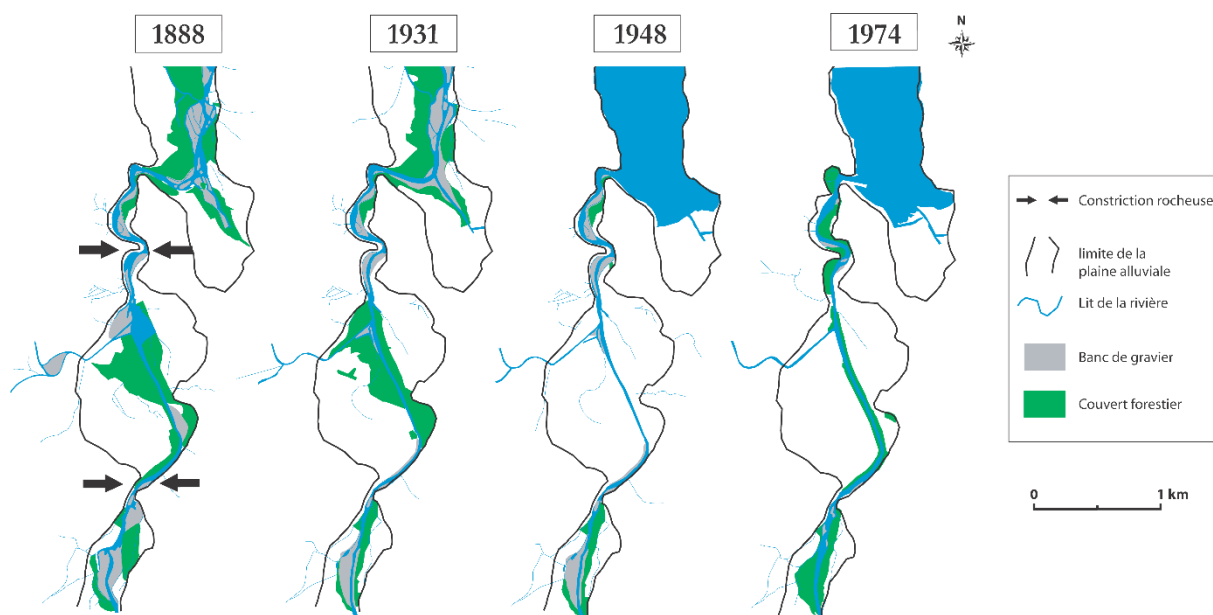 1888
1931
1948
1974
N
Constriction rocheuse
limite de la
plaine alluviale
Lit de la rivière
Banc de gravier
Couvert forestier
0
1 km